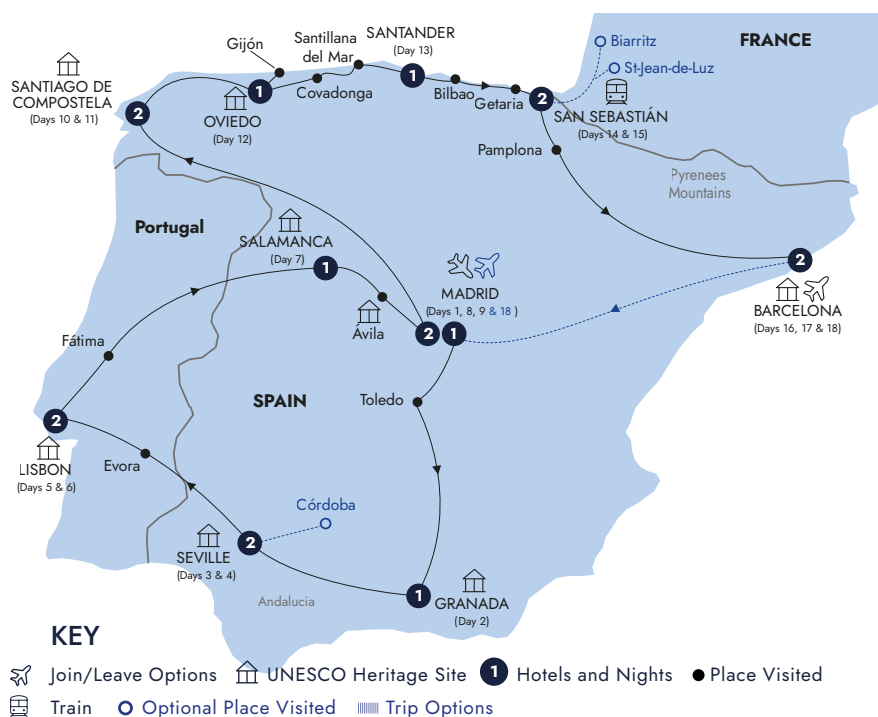 Biarritz
FRANCE
St-Jean-de-Luz
Gijón
Santillana
del Mar
SANTANDER
(Day 13)
SANTIAGO DE
COMPOSTELA
(Days 10 & 11)
2
1
OVIEDO
(Day 12)
Covadonga
1
Bilbao
Getaria
2
SAN SEBASTIÁN
(Days 14 & 15)
Pamplona
Pyrenees
Mountains
Portugal
SALAMANCA
(Day 7)
1
2
BARCELONA
(Days 16, 17 & 18)
MADRID
(Days 1, 8, 9 & 18 )
Ávila
2
1
Fátima
Toledo
SPAIN
2
LISBON
(Days 5 & 6)
Evora
Córdoba
2
SEVILLE
(Days 3 & 4)
Andalucia
1
GRANADA
(Day 2)
KEY
Join/Leave Options
UNESCO Heritage Site
1
Hotels and Nights
Place Visited
Train
Optional Place Visited
Trip Options